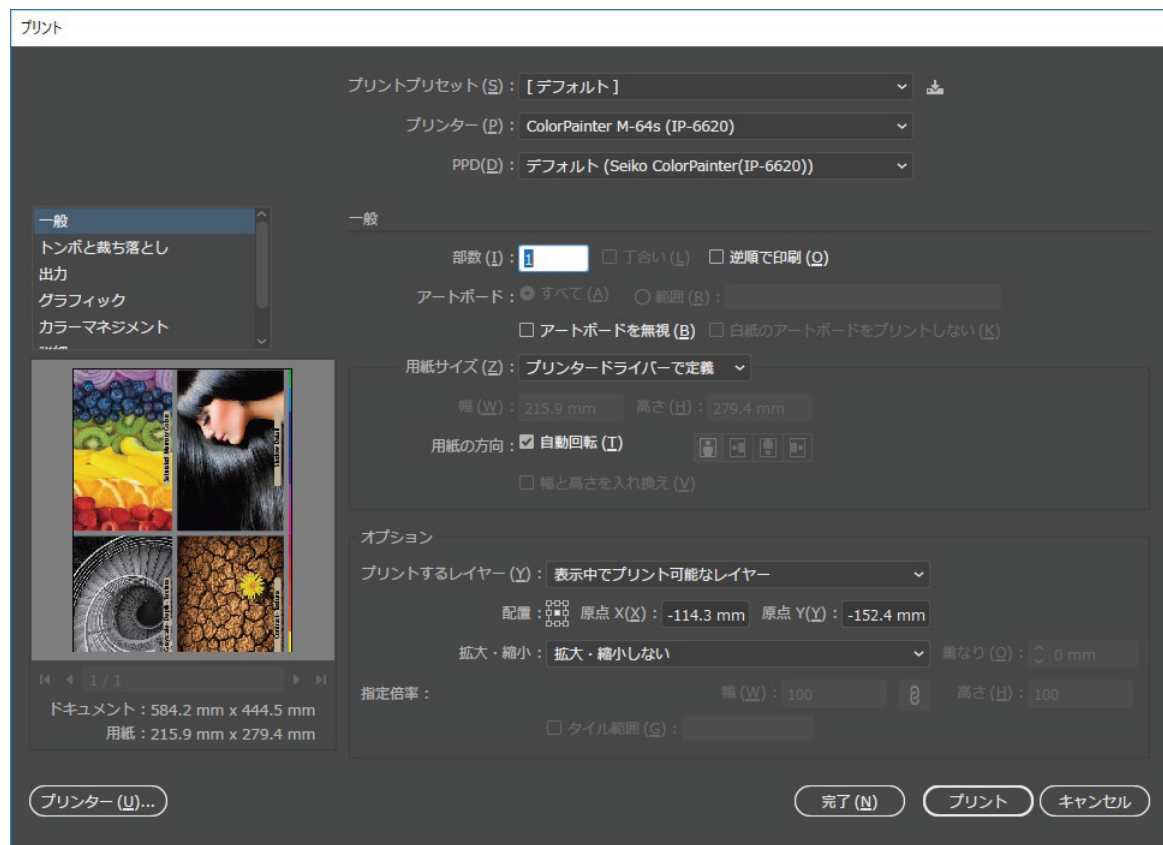 プリント
プリントプリセット (S)： [ デフォルト ]
プリンター (P)： ColorPainter M-64s (IP-6620)
PPD(D)： デフォルト (Seiko ColorPainter(IP-6620))
一般
トンボと裁ち落とし
出力
グラフィック
カラーマネジメント
一般
部数 (I)： 1 丁合い (L) 逆順で印刷 (O)
アートボード： すべて (A) 範囲 (R)：
アートボードを無視 (B) 白紙のアートボードをプリントしない (K)
用紙サイズ (Z)： プリンタードライバーで定義
幅 (W)： 215.9 mm 高さ (H)： 279.4 mm
用紙の方向： 自動回転 (T)
幅と高さを入れ換え (V)
オプション
プリントするレイヤー (Y)： 表示中でプリント可能なレイヤー
配置： 原点 X(X)： -114.3 mm 原点 Y(Y)： -152.4 mm
拡大・縮小： 拡大・縮小しない 重なり (O)： 0 mm
指定倍率： 幅 (W)： 100 高さ (H)： 100
タイル範囲 (G)：
1 / 1
ドキュメント：584.2 mm x 444.5 mm
用紙：215.9 mm x 279.4 mm
プリンター (U)... 完了 (N) プリント キャンセル